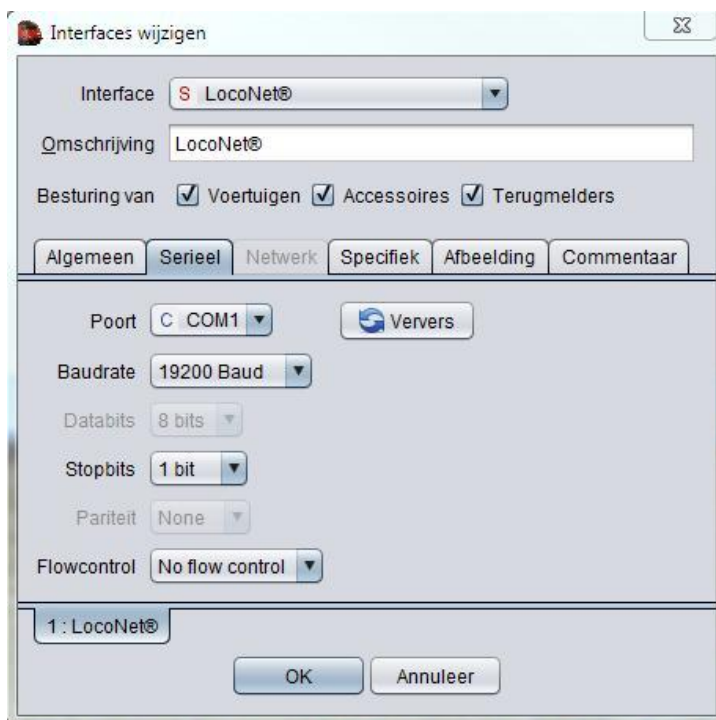 Interfaces wijzigen
Interface S LocoNet®
Omschrijving LocoNet®
Besturing van Voertuigen Accessoires Terugmelders
Algemeen Serieel Netwerk Specifiek Afbeelding Commentaar
Poort C COM1 Ververs
Baudrate 19200 Baud
Databits 8 bits
Stopbits 1 bit
Pariteit None
Flowcontrol No flow control
1 : LocoNet®
OK Annuleer